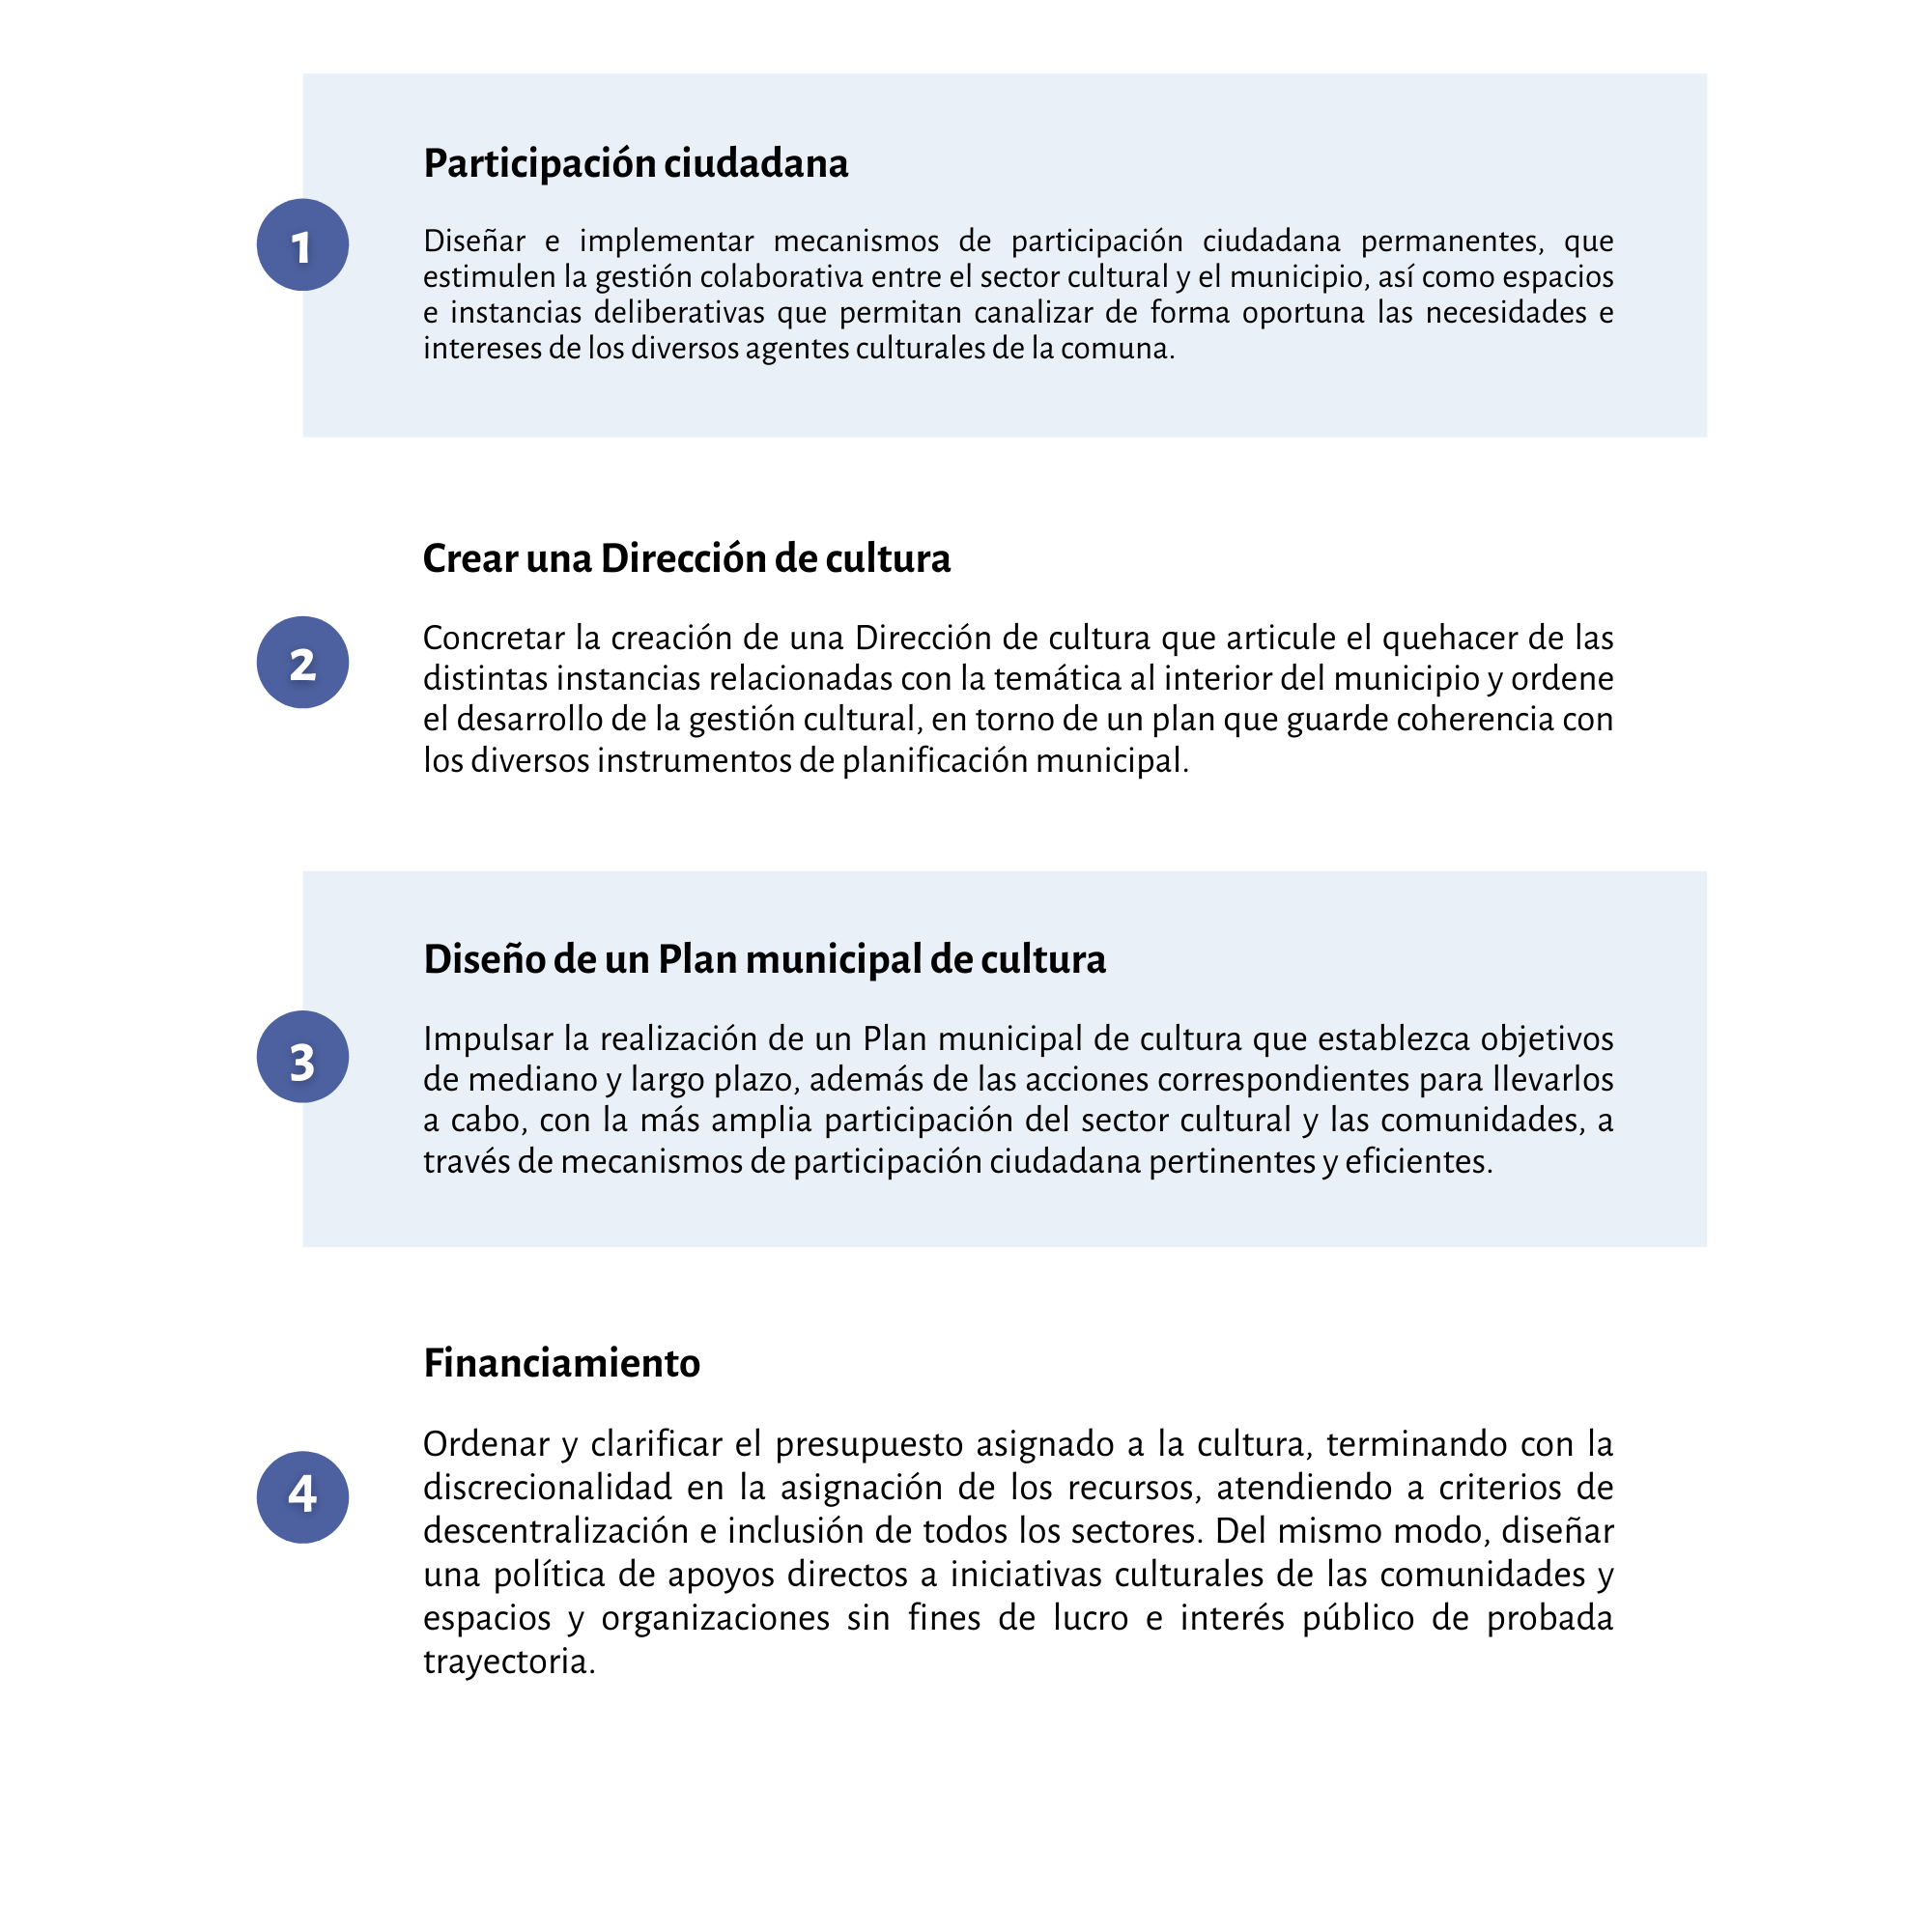 Participación ciudadana
1
Diseñar e implementar mecanismos de participación ciudadana permanentes, que
estimulen la gestión colaborativa entre el sector cultural y el municipio, así como espacios
e instancias deliberativas que permitan canalizar de forma oportuna las necesidades e
intereses de los diversos agentes culturales de la comuna.
Crear una Dirección de cultura
2
Concretar la creación de una Dirección de cultura que articule el quehacer de las
distintas instancias relacionadas con la temática al interior del municipio y ordene
el desarrollo de la gestión cultural, en torno de un plan que guarde coherencia con
los diversos instrumentos de planificación municipal.
Diseño de un Plan municipal de cultura
3
Impulsar la realización de un Plan municipal de cultura que establezca objetivos
de mediano y largo plazo, además de las acciones correspondientes para llevarlos
a cabo, con la más amplia participación del sector cultural y las comunidades, a
través de mecanismos de participación ciudadana pertinentes y eficientes.
Financiamiento
4
Ordenar y clarificar el presupuesto asignado a la cultura, terminando con la
discrecionalidad en la asignación de los recursos, atendiendo a criterios de
descentralización e inclusión de todos los sectores. Del mismo modo, diseñar
una política de apoyos directos a iniciativas culturales de las comunidades y
espacios y organizaciones sin fines de lucro e interés público de probada
trayectoria.